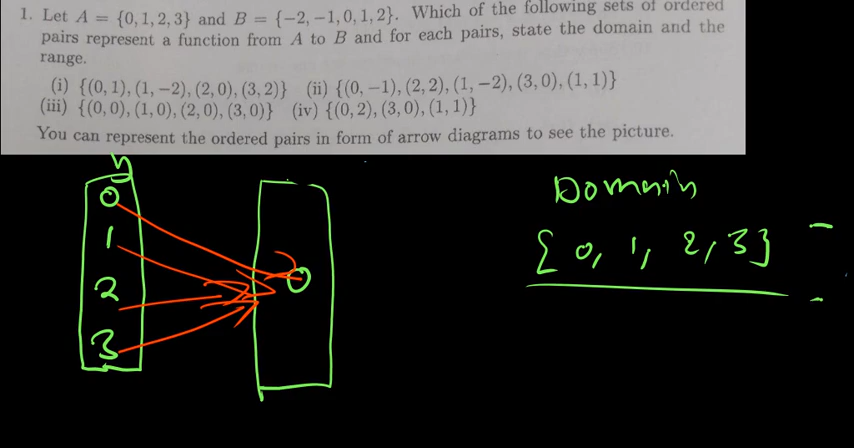 1. Let A = {0, 1, 2, 3} and B = {−2, −1, 0, 1, 2}. Which of the following sets of ordered
pairs represent a function from A to B and for each pairs, state the domain and the
range.
(i) {(0, 1), (1, −2), (2, 0), (3, 2)} (ii) {(0, −1), (2, 2), (1, −2), (3, 0), (1, 1)}
(iii) {(0, 0), (1, 0), (2, 0), (3, 0)} (iv) {(0, 2), (3, 0), (1, 1)}
You can represent the ordered pairs in form of arrow diagrams to see the picture.
0
1
2
3
0
Domain
{0, 1, 2, 3}